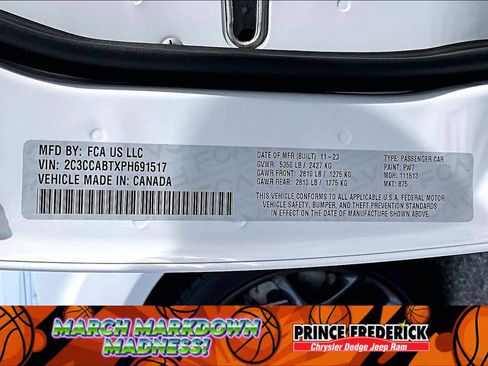 MFD BY: FCA US LLC
VIN: 2C3CCABTXPH691517
VEHICLE MADE IN: CANADA
DATE OF MFR (BUILT): 11-23
GVWR: 5350 LB / 2427 KG
GAWR FRONT: 2810 LB / 1275 KG
GAWR REAR: 2810 LB / 1275 KG
TYPE: PASSENGER CAR
PAINT: PW7
MDH: 111513
MKT: 875
THIS VEHICLE CONFORMS TO ALL APPLICABLE U.S.A. FEDERAL MOTOR
VEHICLE SAFETY, BUMPER, AND THEFT PREVENTION STANDARDS
IN EFFECT ON THE DATE OF MANUFACTURE SHOWN ABOVE.
MARCH MARKDOWN
MADNESS!
PRINCE FREDERICK
Chrysler Dodge Jeep Ram